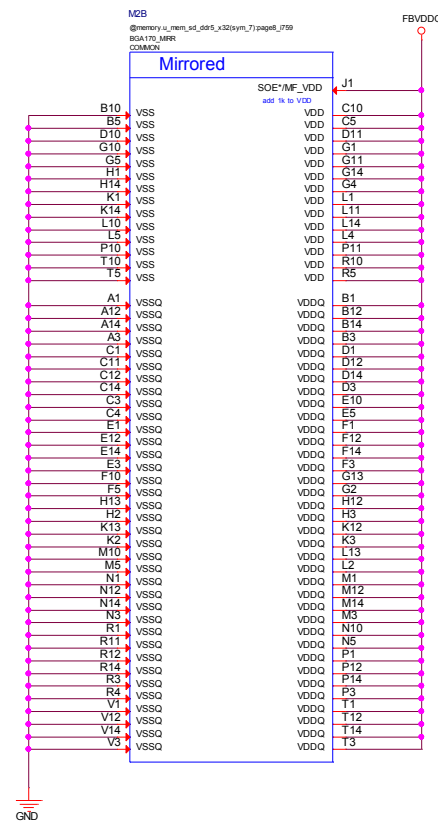 M2B
@memory.u_mem_sd_ddr5_x32(sym_7):page8_i759
BGA170_MIRR
COMMON
FBVDDQ
Mirrored
SOE*/MF_VDD J1
add 1k to VDD
B10 VSS VDD C10
B5 VSS VDD C5
D10 VSS VDD D11
G10 VSS VDD G1
G5 VSS VDD G11
H1 VSS VDD G14
H14 VSS VDD G4
K1 VSS VDD L1
K14 VSS VDD L11
L10 VSS VDD L14
L5 VSS VDD L4
P10 VSS VDD P11
T10 VSS VDD R10
T5 VSS VDD R5
A1 VSSQ VDDQ B1
A12 VSSQ VDDQ B12
A14 VSSQ VDDQ B14
A3 VSSQ VDDQ B3
C1 VSSQ VDDQ D1
C11 VSSQ VDDQ D12
C12 VSSQ VDDQ D14
C14 VSSQ VDDQ D3
C3 VSSQ VDDQ E10
C4 VSSQ VDDQ E5
E1 VSSQ VDDQ F1
E12 VSSQ VDDQ F12
E14 VSSQ VDDQ F14
E3 VSSQ VDDQ F3
F10 VSSQ VDDQ G13
F5 VSSQ VDDQ G2
H13 VSSQ VDDQ H12
H2 VSSQ VDDQ H3
K13 VSSQ VDDQ K12
K2 VSSQ VDDQ K3
M10 VSSQ VDDQ L13
M5 VSSQ VDDQ L2
N1 VSSQ VDDQ M1
N12 VSSQ VDDQ M12
N14 VSSQ VDDQ M14
N3 VSSQ VDDQ M3
R1 VSSQ VDDQ N10
R11 VSSQ VDDQ N5
R12 VSSQ VDDQ P1
R14 VSSQ VDDQ P12
R3 VSSQ VDDQ P14
R4 VSSQ VDDQ P3
V1 VSSQ VDDQ T1
V12 VSSQ VDDQ T12
V14 VSSQ VDDQ T14
V3 VSSQ VDDQ T3
GND